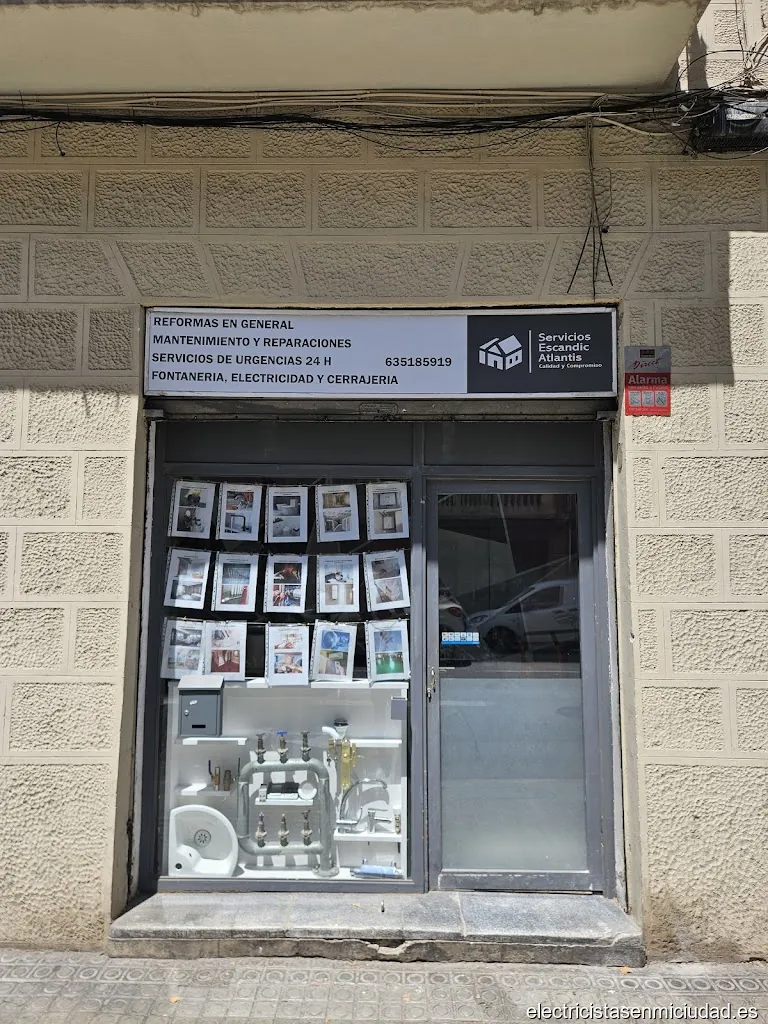 REFORMAS EN GENERAL
MANTENIMIENTO Y REPARACIONES
SERVICIOS DE URGENCIAS 24 H 635185919
FONTANERIA, ELECTRICIDAD Y CERRAJERIA
Servicios
Escandic
Atlantis
Calidad y Compromiso
Direct
Alarma
electricistasenmiciudad.es